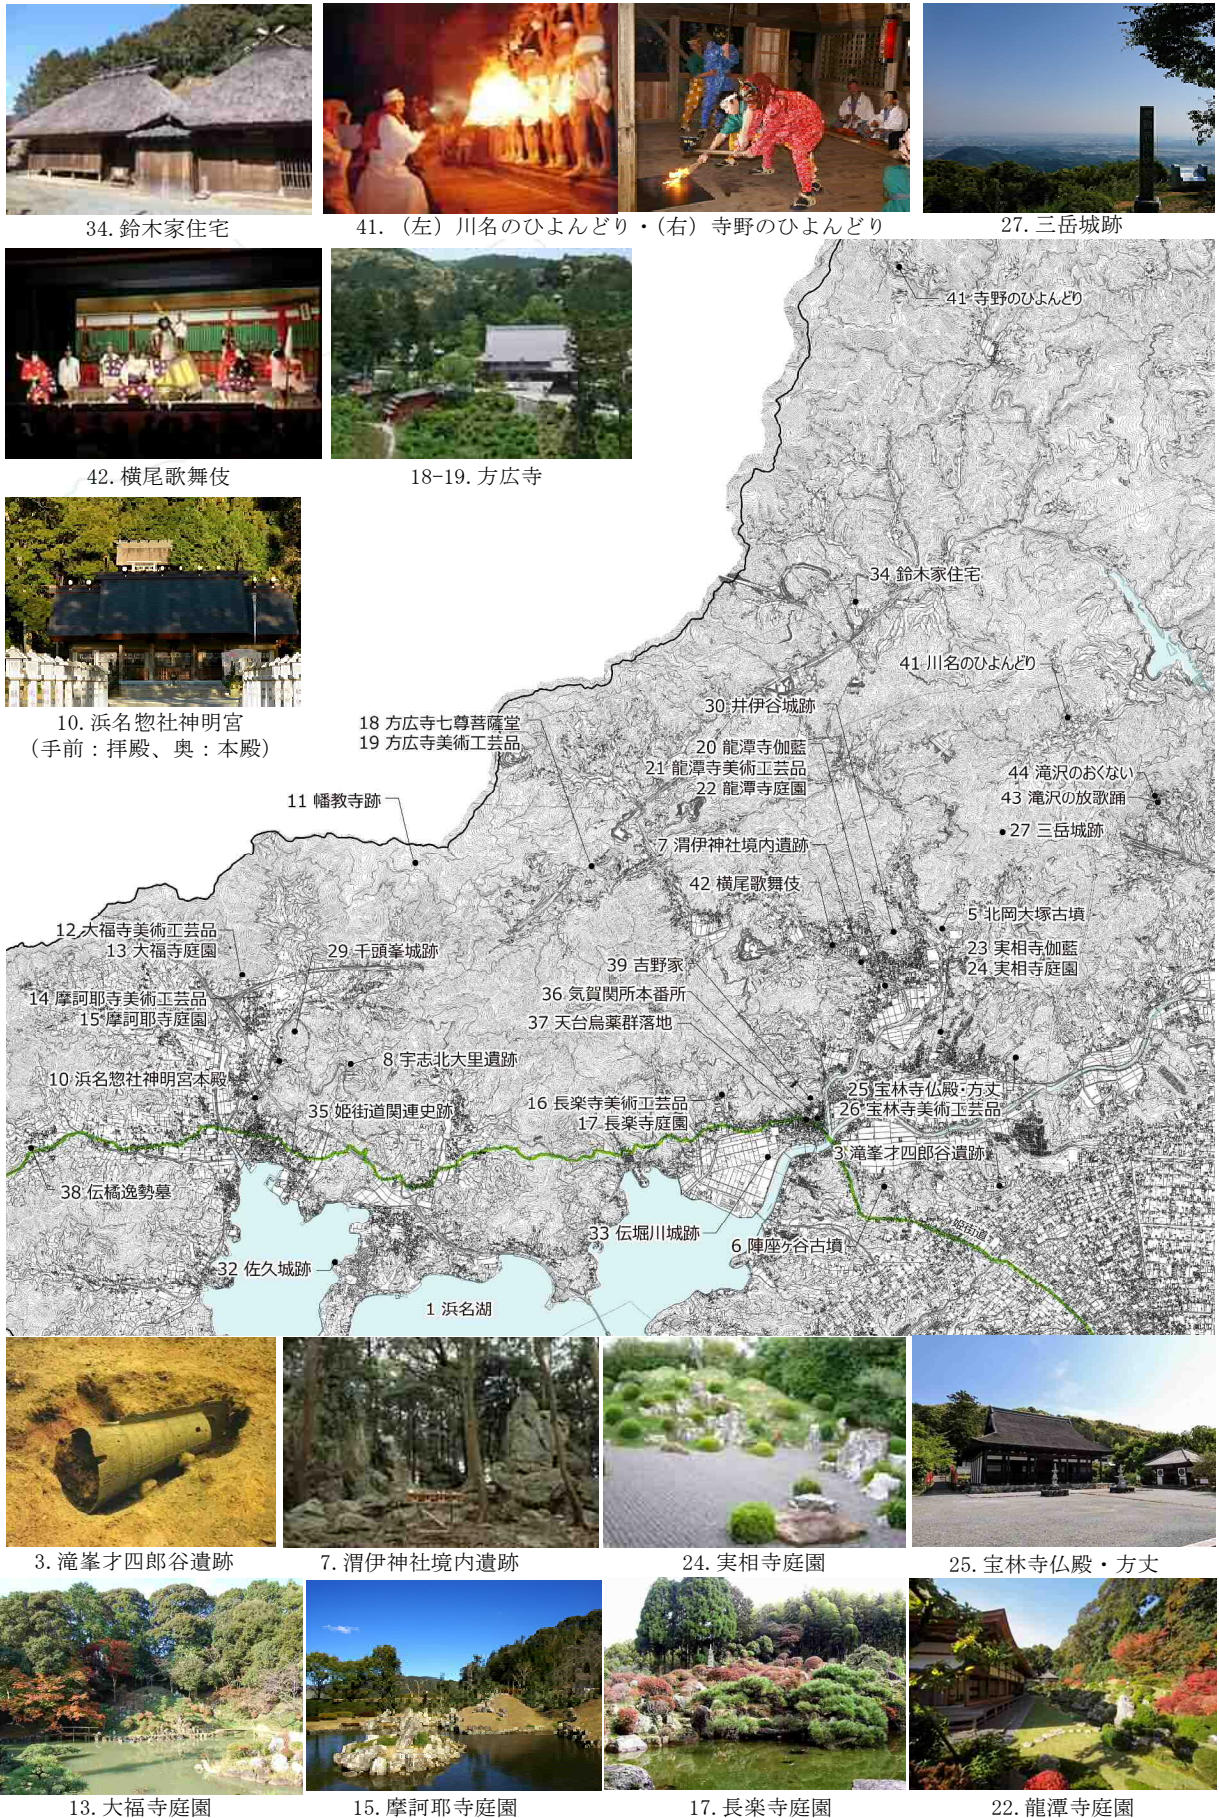 34.鈴木家住宅
41.（左）川名のひよんどり・（右）寺野のひよんどり
27.三岳城跡
42.横尾歌舞伎
18-19.方広寺
10.浜名惣社神明宮
（手前：拝殿、奥：本殿）
41 寺野のひよんどり
34 鈴木家住宅
41 川名のひよんどり
30 井伊谷城跡
18 方広寺七尊菩薩堂
19 方広寺美術工芸品
20 龍潭寺伽藍
21 龍潭寺美術工芸品
22 龍潭寺庭園
44 滝沢のおくない
43 滝沢の放歌踊
11 幡教寺跡
27 三岳城跡
7 渭伊神社境内遺跡
42 横尾歌舞伎
5 北岡大塚古墳
12 大福寺美術工芸品
13 大福寺庭園
29 千頭峯城跡
23 実相寺伽藍
24 実相寺庭園
39 吉野家
36 気賀関所本番所
37 天台烏薬群落地
14 摩訶耶寺美術工芸品
15 摩訶耶寺庭園
8 宇志北大里遺跡
10 浜名惣社神明宮本殿
25 宝林寺仏殿・方丈
26 宝林寺美術工芸品
16 長楽寺美術工芸品
17 長楽寺庭園
35 姫街道関連史跡
3 滝峯才四郎谷遺跡
38 伝橘逸勢墓
33 伝堀川城跡
6 陣座ヶ谷古墳
姫街道
32 佐久城跡
1 浜名湖
3.滝峯才四郎谷遺跡
7.渭伊神社境内遺跡
24.実相寺庭園
25.宝林寺仏殿・方丈
13.大福寺庭園
15.摩訶耶寺庭園
17.長楽寺庭園
22.龍潭寺庭園